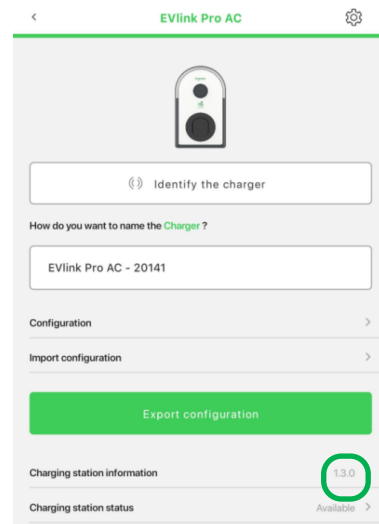 EVlink Pro AC
Identify the charger
How do you want to name the Charger ?
EVlink Pro AC - 20141
Configuration
Import configuration
Export configuration
Charging station information 1.3.0
Charging station status Available